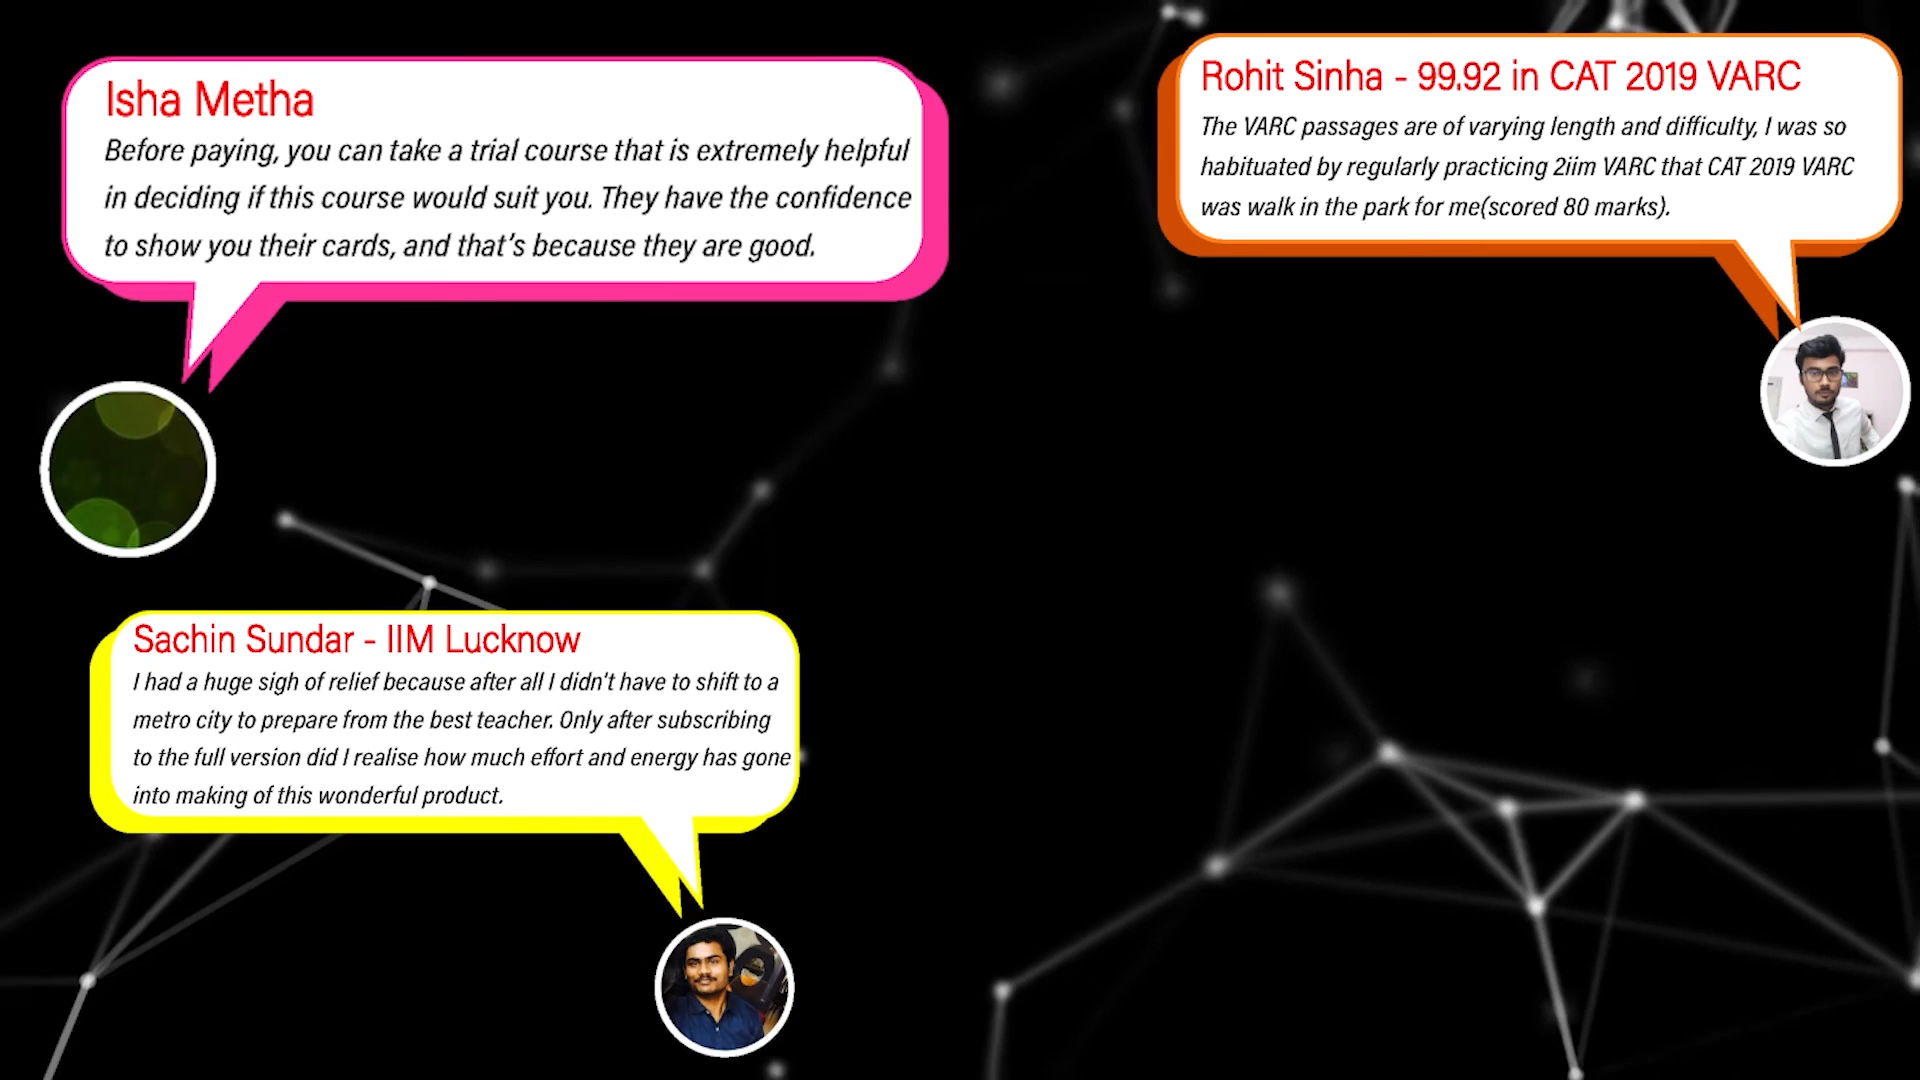 Isha Metha
Before paying, you can take a trial course that is extremely helpful
in deciding if this course would suit you. They have the confidence
to show you their cards, and that's because they are good.
Rohit Sinha - 99.92 in CAT 2019 VARC
The VARC passages are of varying length and difficulty, I was so
habituated by regularly practicing 2iim VARC that CAT 2019 VARC
was walk in the park for me(scored 80 marks).
Sachin Sundar - IIM Lucknow
I had a huge sigh of relief because after all I didn't have to shift to a
metro city to prepare from the best teacher. Only after subscribing
to the full version did I realise how much effort and energy has gone
into making of this wonderful product.